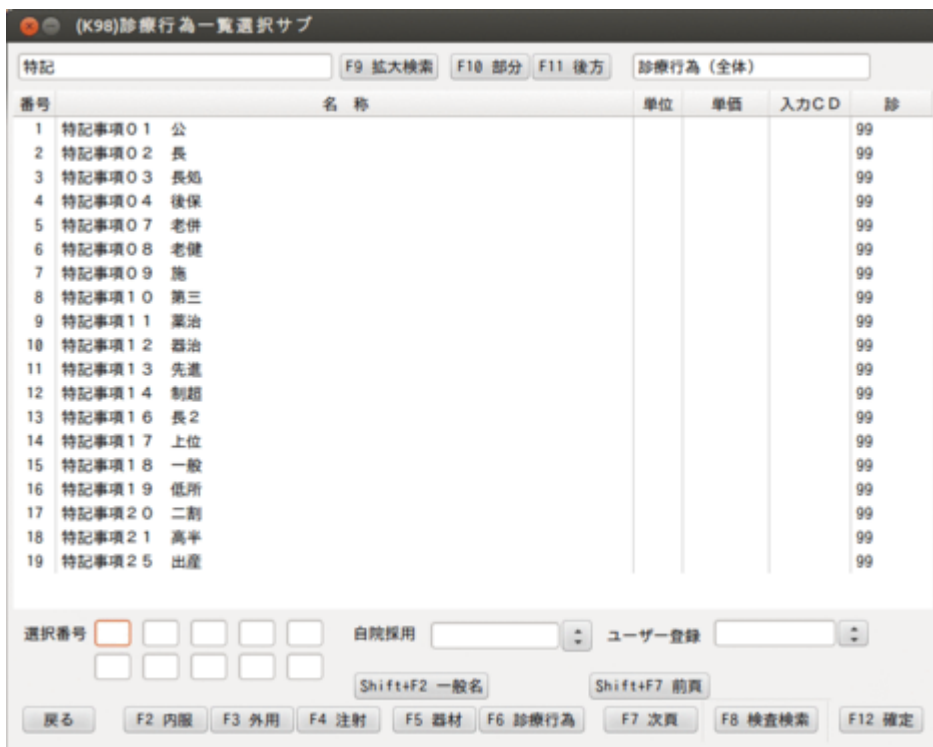 (K98)診療行為一覧選択サブ
特記 F9 拡大検索 F10 部分 F11 後方 診療行為（全体）
番号 名　称 単位 単価 入力ＣＤ 診
1 特記事項０１　公 99
2 特記事項０２　長 99
3 特記事項０３　長処 99
4 特記事項０４　後保 99
5 特記事項０７　老併 99
6 特記事項０８　老健 99
7 特記事項０９　施 99
8 特記事項１０　第三 99
9 特記事項１１　薬治 99
10 特記事項１２　器治 99
11 特記事項１３　先進 99
12 特記事項１４　制超 99
13 特記事項１６　長２ 99
14 特記事項１７　上位 99
15 特記事項１８　一般 99
16 特記事項１９　低所 99
17 特記事項２０　二割 99
18 特記事項２１　高半 99
19 特記事項２５　出産 99
選択番号 自院採用 ユーザー登録
Shift+F2 一般名 Shift+F7 前頁
戻る F2 内服 F3 外用 F4 注射 F5 器材 F6 診療行為 F7 次頁 F8 検査検索 F12 確定